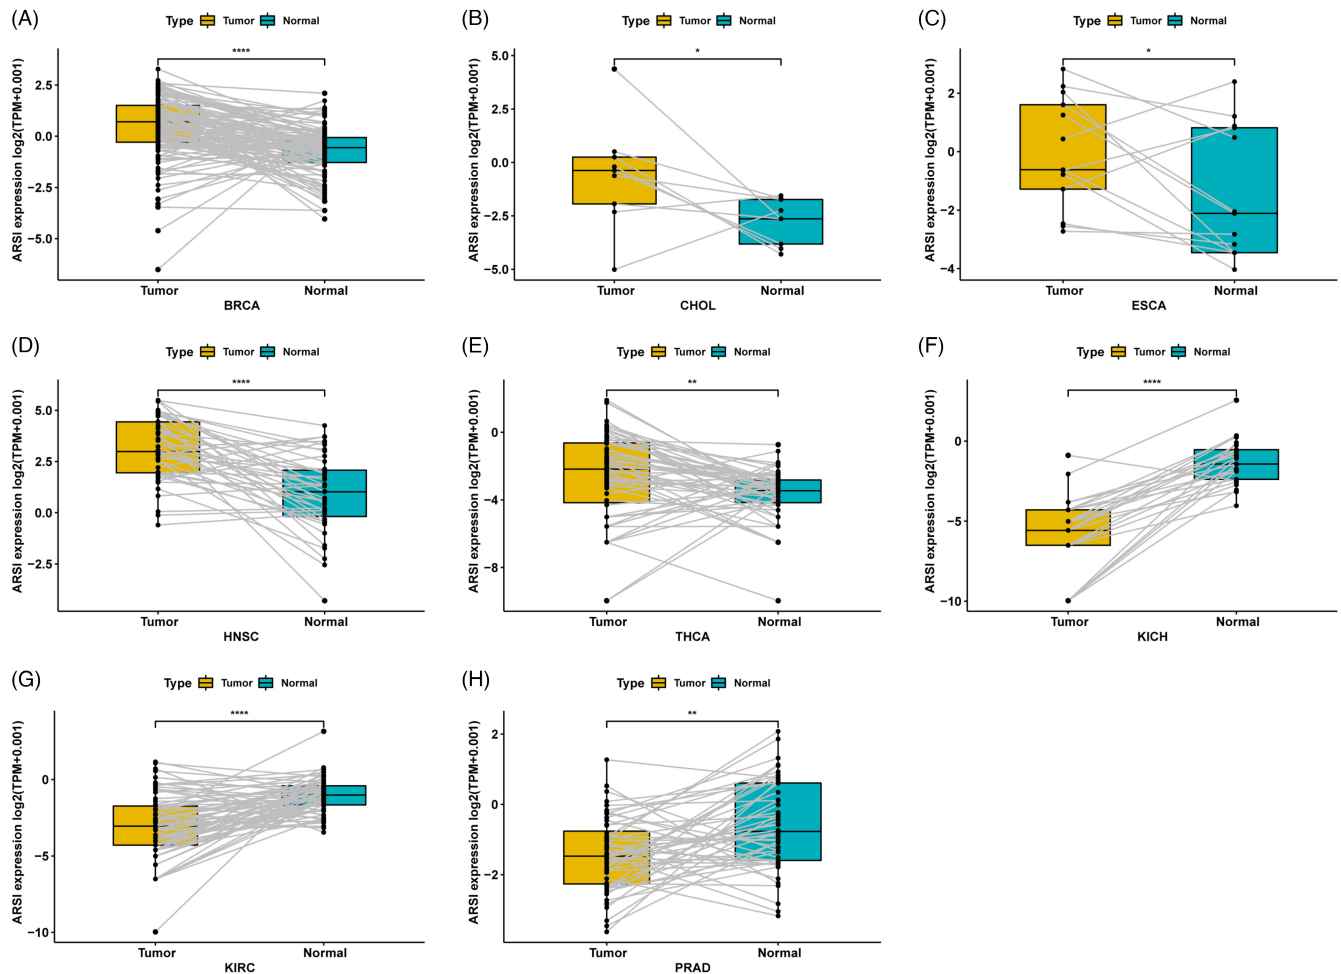 (A)
Type Tumor Normal
ARSI expression log2(TPM+0.001)
2.5
0.0
−2.5
−5.0
****
Tumor Normal
BRCA
(B)
Type Tumor Normal
ARSI expression log2(TPM+0.001)
5.0
2.5
0.0
−2.5
−5.0
*
Tumor Normal
CHOL
(C)
Type Tumor Normal
ARSI expression log2(TPM+0.001)
2
0
−2
−4
*
Tumor Normal
ESCA
(D)
Type Tumor Normal
ARSI expression log2(TPM+0.001)
5.0
2.5
0.0
−2.5
****
Tumor Normal
HNSC
(E)
Type Tumor Normal
ARSI expression log2(TPM+0.001)
0
−4
−8
**
Tumor Normal
THCA
(F)
Type Tumor Normal
ARSI expression log2(TPM+0.001)
0
−5
−10
****
Tumor Normal
KICH
(G)
Type Tumor Normal
ARSI expression log2(TPM+0.001)
0
−5
−10
****
Tumor Normal
KIRC
(H)
Type Tumor Normal
ARSI expression log2(TPM+0.001)
2
0
−2
**
Tumor Normal
PRAD